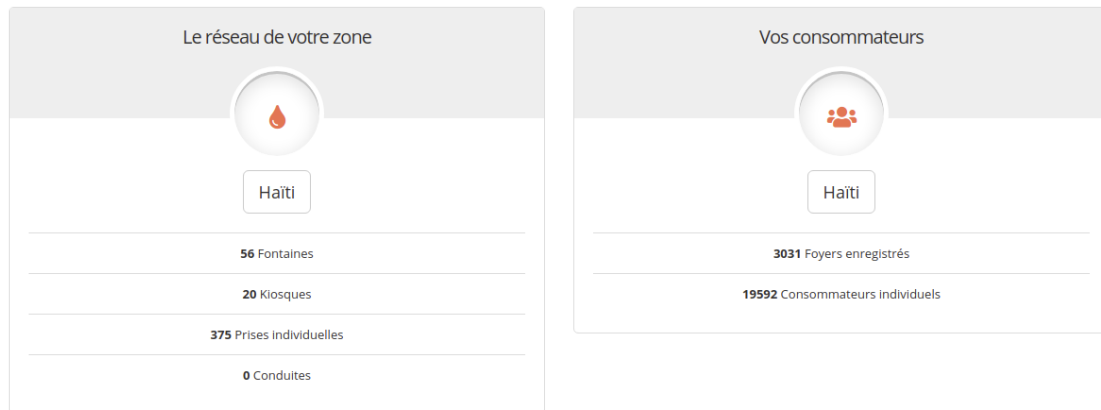 Le réseau de votre zone
Haïti
56 Fontaines
20 Kiosques
375 Prises individuelles
0 Conduites
Vos consommateurs
Haïti
3031 Foyers enregistrés
19592 Consommateurs individuels